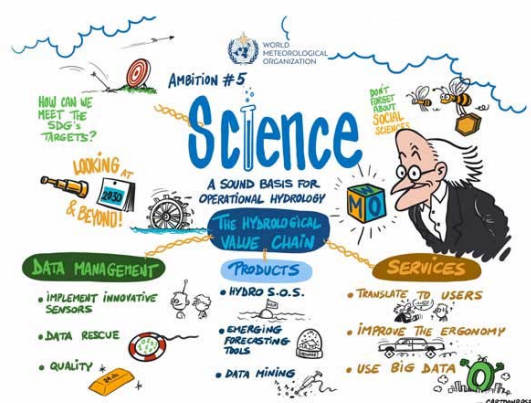 WORLD
METEOROLOGICAL
ORGANIZATION
AMBITION #5
Science
A SOUND BASIS FOR
OPERATIONAL HYDROLOGY
HOW CAN WE
MEET THE
SDG's
TARGETS?
DON'T
FORGET
ABOUT
SOCIAL
SCIENCES
LOOKING AT
2030
& BEYOND!
WMO
THE HYDROLOGICAL
VALUE CHAIN
DATA MANAGEMENT
• IMPLEMENT INNOVATIVE
SENSORS
• DATA RESCUE
• QUALITY
PRODUCTS
• HYDRO S.O.S.
• EMERGING
FORECASTING
TOOLS
• DATA MINING
SERVICES
• TRANSLATE TO USERS
• IMPROVE THE ERGONOMY
• USE BIG DATA